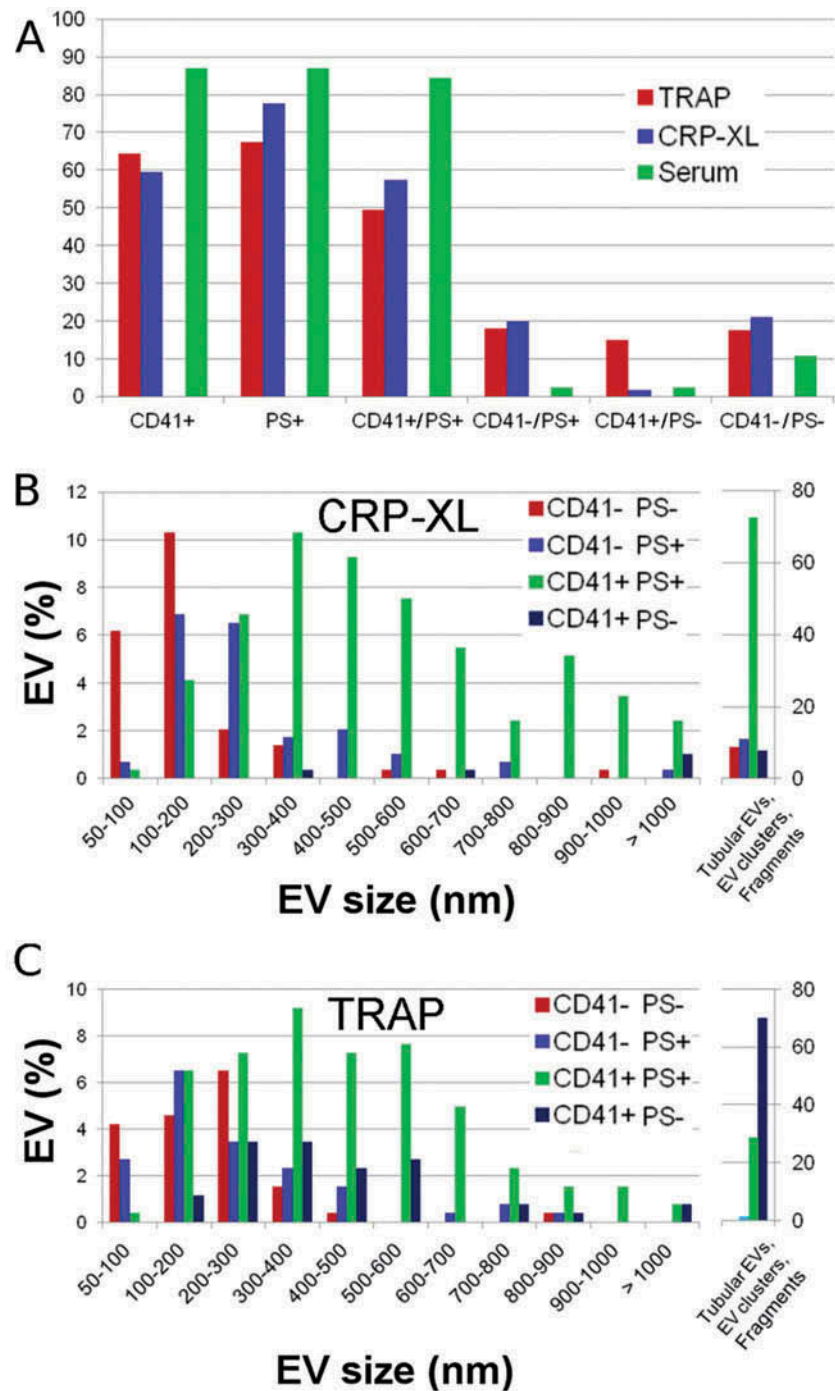 A
100
90
80
70
60
50
40
30
20
10
0
TRAP
CRP-XL
Serum
CD41+
PS+
CD41+/PS+
CD41-/PS+
CD41+/PS-
CD41-/PS-
B
CRP-XL
EV (%)
12
10
8
6
4
2
0
CD41- PS-
CD41- PS+
CD41+ PS+
CD41+ PS-
80
60
40
20
0
50-100
100-200
200-300
300-400
400-500
500-600
600-700
700-800
800-900
900-1000
> 1000
Tubular EVs,
EV clusters,
Fragments
EV size (nm)
C
TRAP
EV (%)
10
8
6
4
2
0
CD41- PS-
CD41- PS+
CD41+ PS+
CD41+ PS-
80
60
40
20
0
50-100
100-200
200-300
300-400
400-500
500-600
600-700
700-800
800-900
900-1000
> 1000
Tubular EVs,
EV clusters,
Fragments
EV size (nm)